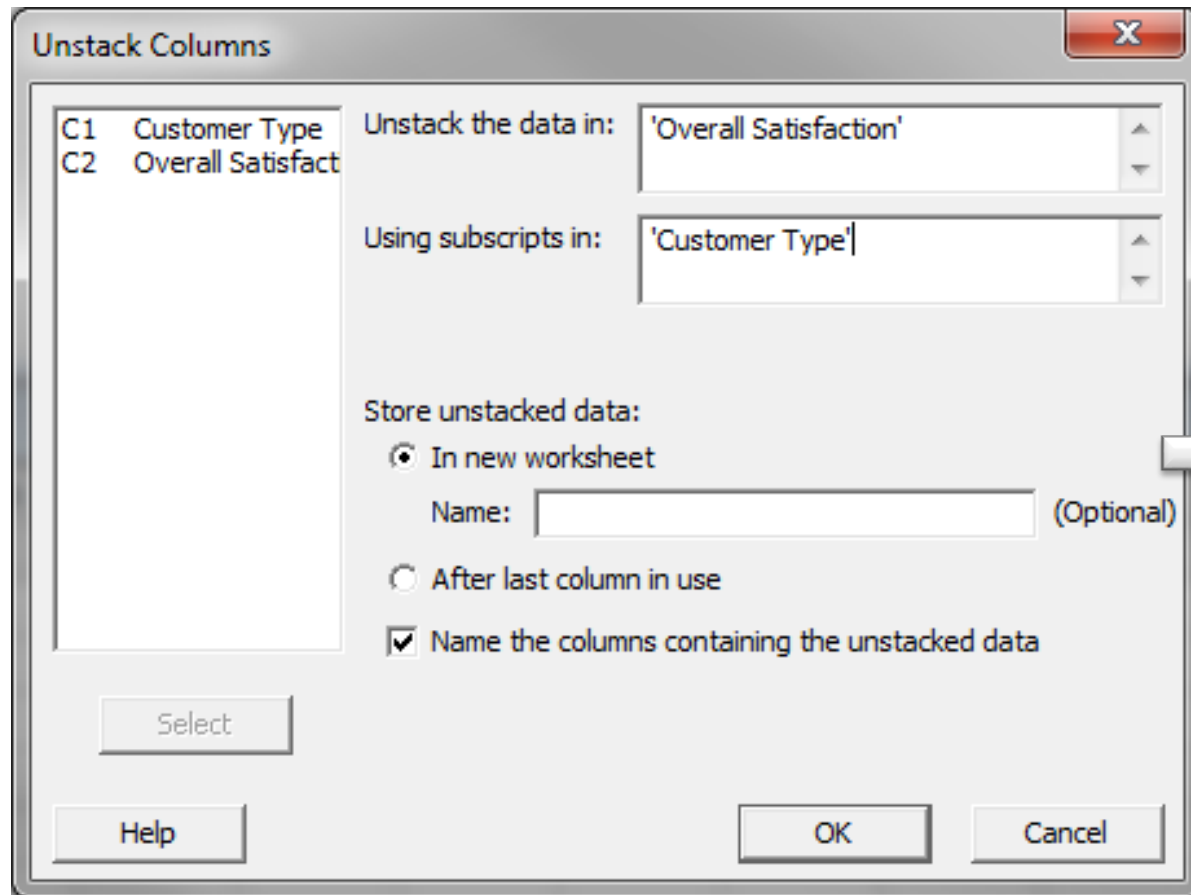 Unstack Columns
C1 Customer Type
C2 Overall Satisfacti
Unstack the data in: 'Overall Satisfaction'
Using subscripts in: 'Customer Type'
Store unstacked data:
In new worksheet
Name: (Optional)
After last column in use
Name the columns containing the unstacked data
Select
Help OK Cancel